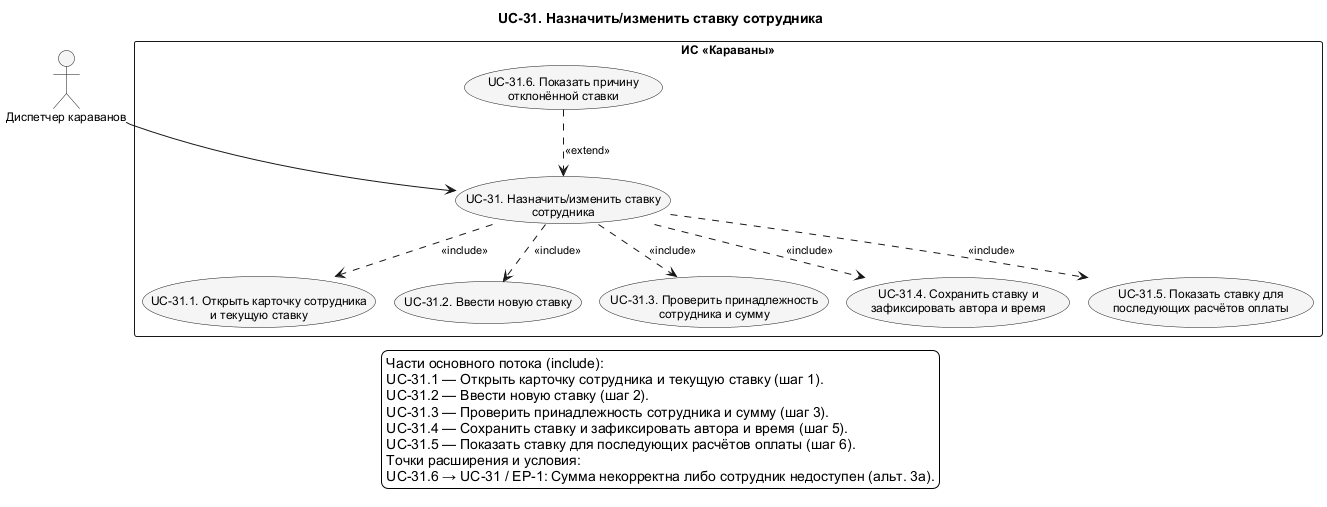 UC-31. Назначить/изменить ставку сотрудника
ИС «Караваны»
Диспетчер караванов
UC-31.6. Показать причину
отклонённой ставки
«extend»
UC-31. Назначить/изменить ставку
сотрудника
«include»
«include»
«include»
«include»
«include»
UC-31.1. Открыть карточку сотрудника
и текущую ставку
UC-31.2. Ввести новую ставку
UC-31.3. Проверить принадлежность
сотрудника и сумму
UC-31.4. Сохранить ставку и
зафиксировать автора и время
UC-31.5. Показать ставку для
последующих расчётов оплаты
Части основного потока (include):
UC-31.1 — Открыть карточку сотрудника и текущую ставку (шаг 1).
UC-31.2 — Ввести новую ставку (шаг 2).
UC-31.3 — Проверить принадлежность сотрудника и сумму (шаг 3).
UC-31.4 — Сохранить ставку и зафиксировать автора и время (шаг 5).
UC-31.5 — Показать ставку для последующих расчётов оплаты (шаг 6).
Точки расширения и условия:
UC-31.6 → UC-31 / EP-1: Сумма некорректна либо сотрудник недоступен (альт. 3а).